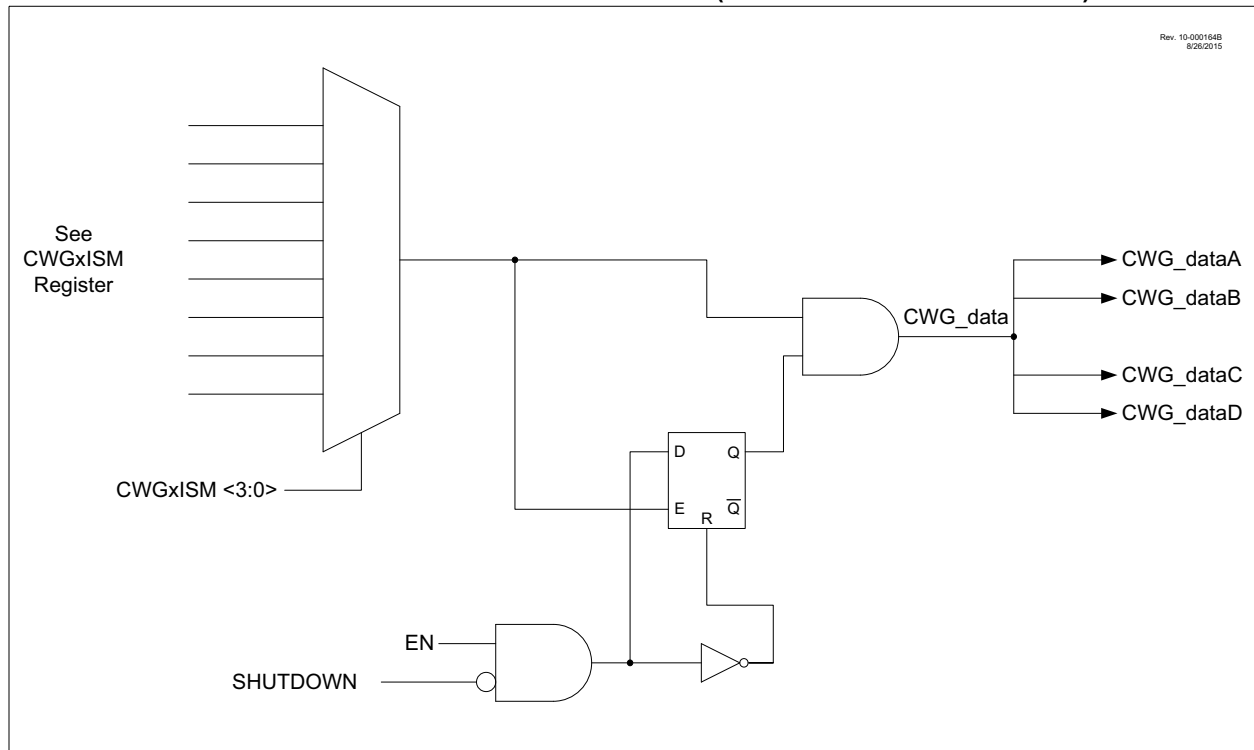 Rev. 10-000164B
8/26/2015
See
CWGxISM
Register
CWGxISM <3:0>
CWG_data
CWG_dataA
CWG_dataB
CWG_dataC
CWG_dataD
D
Q
E
Q
R
EN
SHUTDOWN